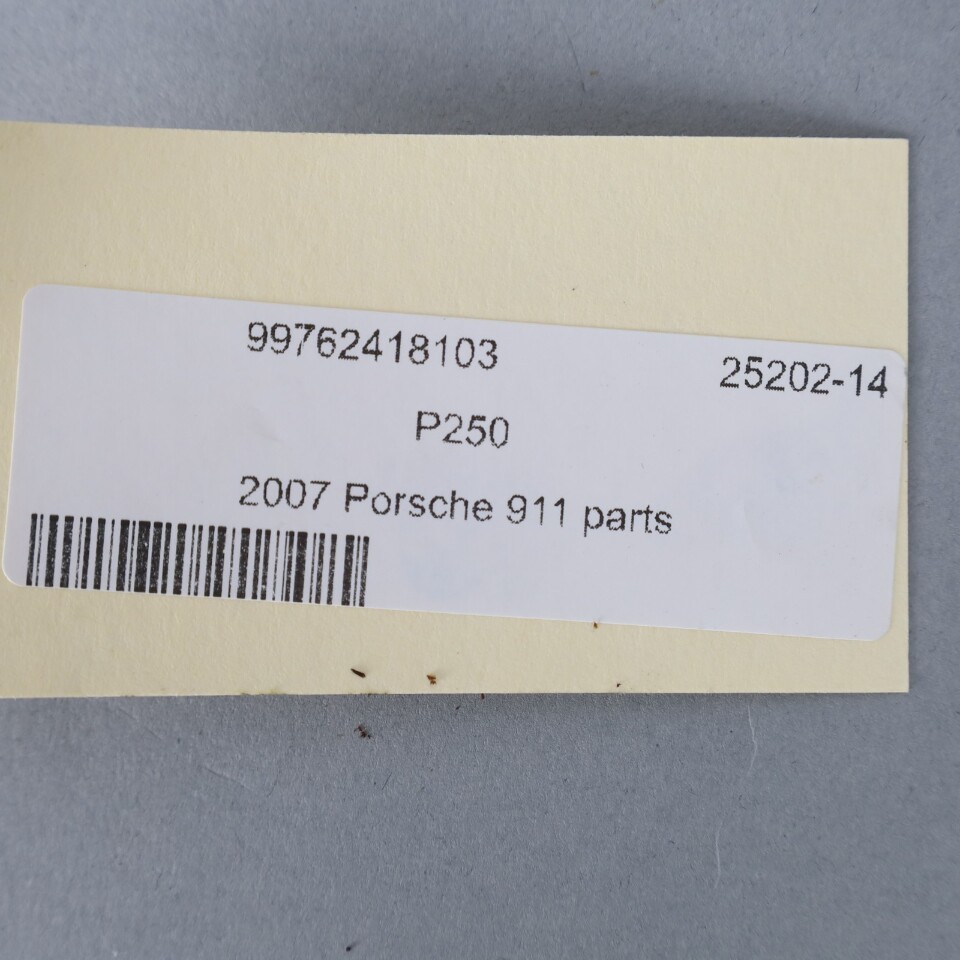 99762418103
25202-14
P250
2007 Porsche 911 parts